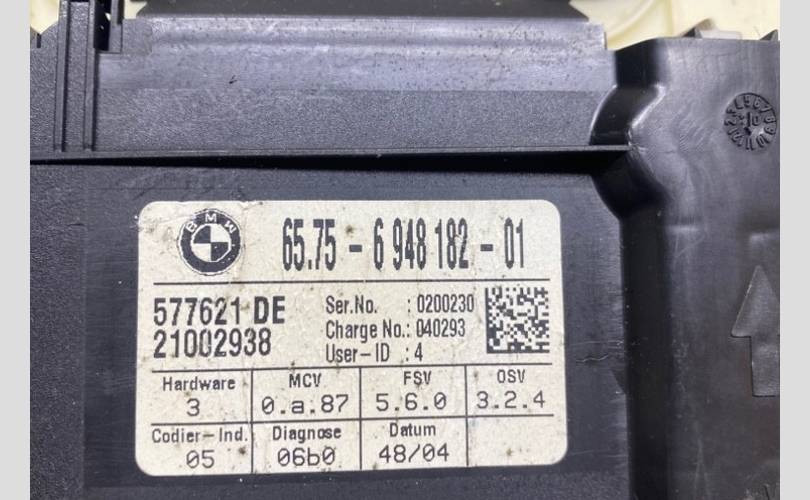 BMW
65.75 - 6 948 182 - 01
577621 DE
21002938
Ser.No. : 0200230
Charge No.: 040293
User-ID : 4
Hardware MCV FSV OSV
3 0.a.87 5.6.0 3.2.4
Codier-Ind. Diagnose Datum
05 06b0 48/04